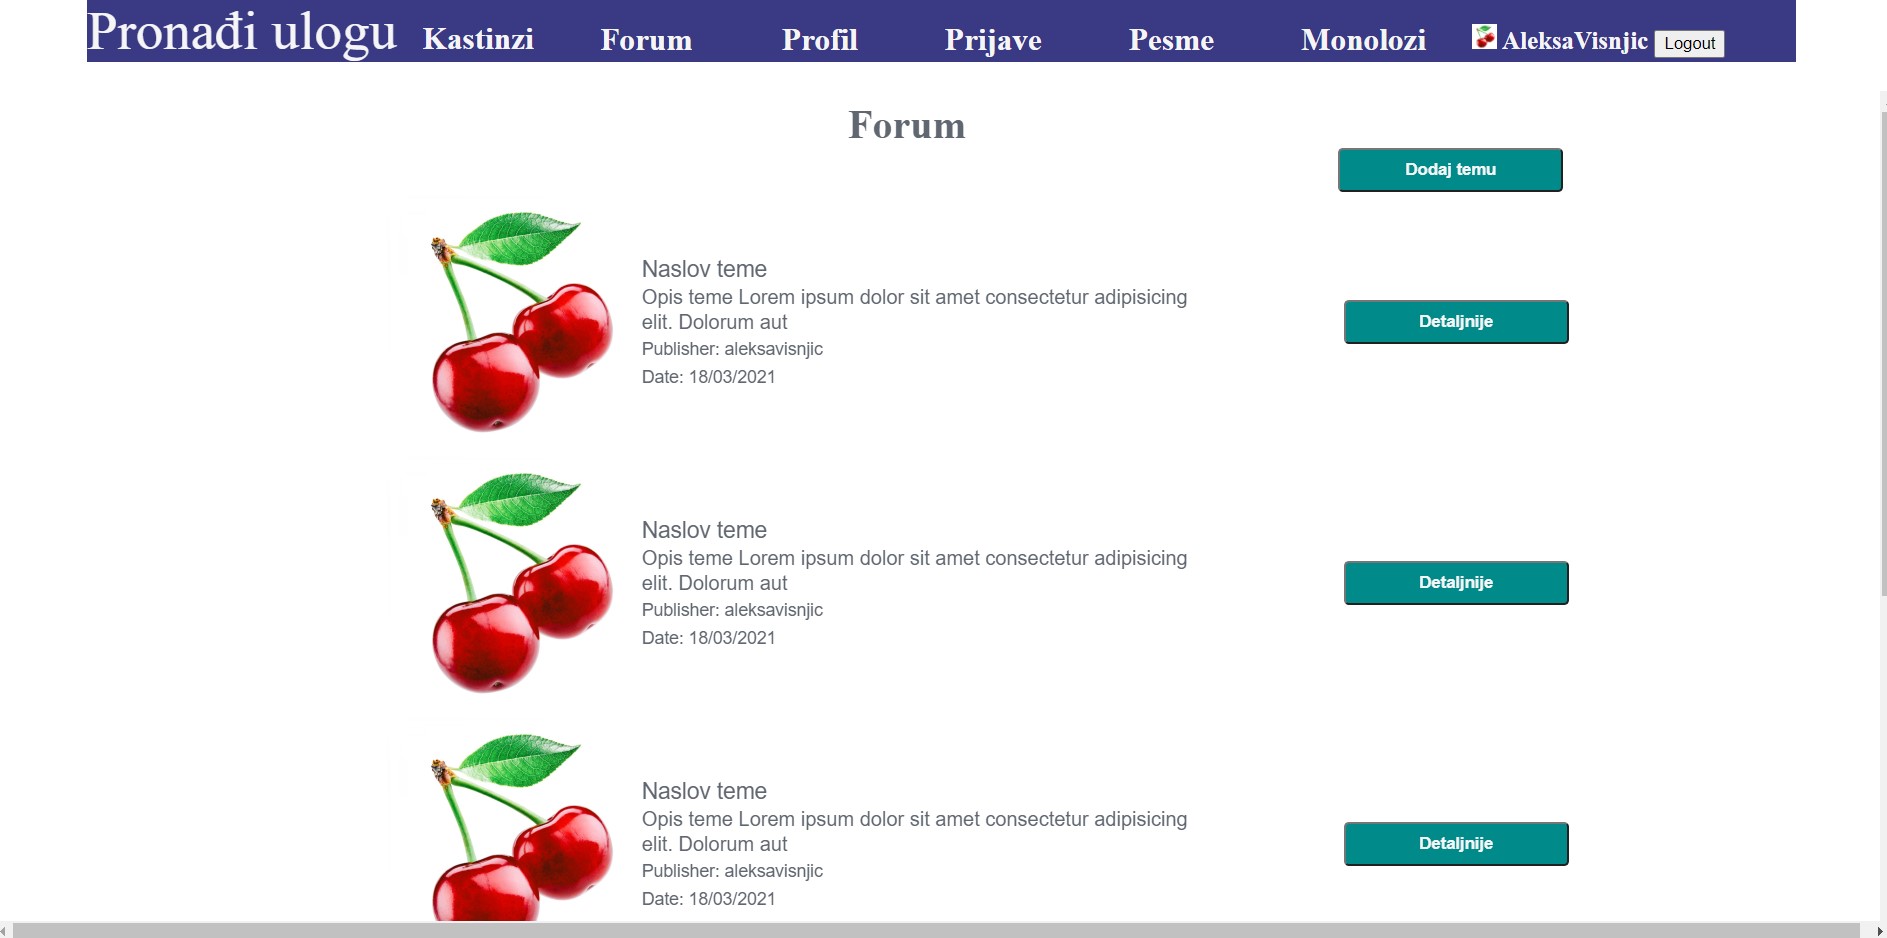 Pronađi ulogu Kastinzi Forum Profil Prijave Pesme Monolozi AleksaVisnjic Logout
Forum
Dodaj temu
Naslov teme
Opis teme Lorem ipsum dolor sit amet consectetur adipisicing
elit. Dolorum aut
Publisher: aleksavisnjic
Date: 18/03/2021
Detaljnije
Naslov teme
Opis teme Lorem ipsum dolor sit amet consectetur adipisicing
elit. Dolorum aut
Publisher: aleksavisnjic
Date: 18/03/2021
Detaljnije
Naslov teme
Opis teme Lorem ipsum dolor sit amet consectetur adipisicing
elit. Dolorum aut
Publisher: aleksavisnjic
Date: 18/03/2021
Detaljnije